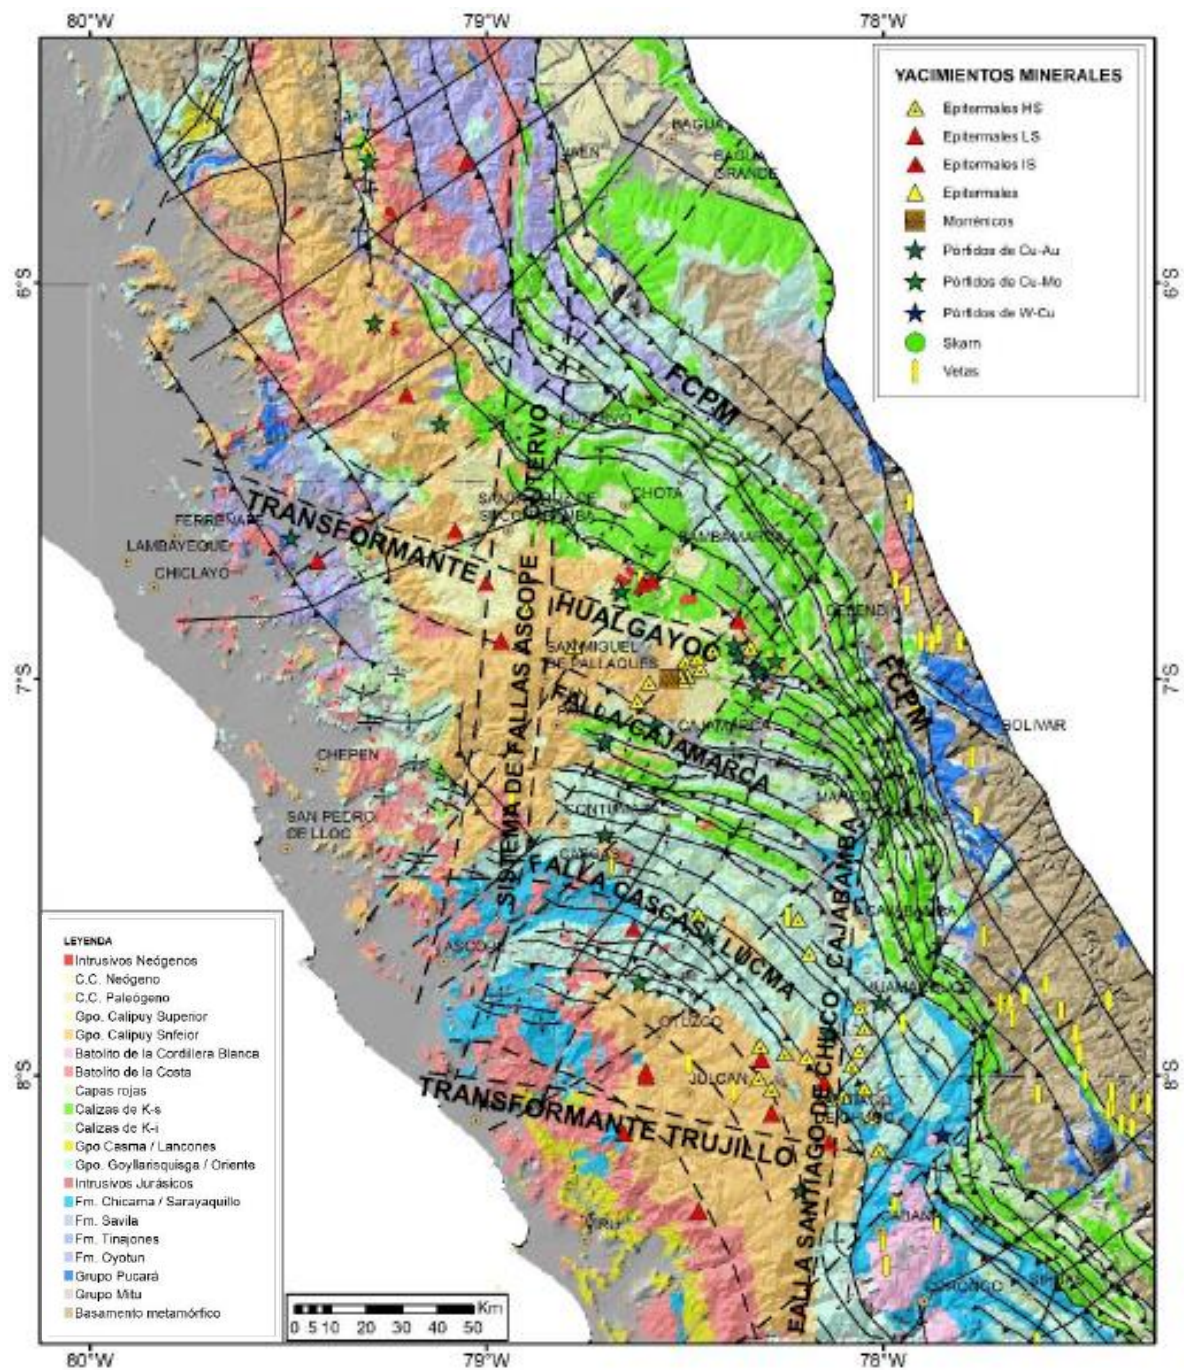 80°W
79°W
78°W
YACIMIENTOS MINERALES
Epitermales HS
Epitermales LS
Epitermales IS
Epitermales
Morrénicos
Pórfidos de Cu-Au
Pórfidos de Cu-Mo
Pórfidos de W-Cu
Skarn
Vetas
BAGUA
JAEN
BAGUA
GRANDE
6°S
6°S
FCPM
CHOTA
TRANSFORMANTE
HUALGAYOC
FERREÑAFE
LAMBAYEQUE
CHICLAYO
BAMBAMARCA
SAN MIGUEL
DE PALLAQUES
7°S
7°S
FCPM
BOLIVAR
FALLA CAJAMARCA
CAJAMARCA
SISTEMA DE FALLAS ASCOPE
CHEPEN
SAN PEDRO
DE LLOC
CONTUMAZA
CASCAS
FALLA CASCAS LUCMA
CAJABAMBA
ASCOPE
HUAMACHUCO
OTUZCO
JULCAN
8°S
8°S
TRANSFORMANTE TRUJILLO
FALLA SANTIAGO DE CHUCO
VIRU
CORONGO
SIHUAS
LEYENDA
Intrusivos Neógenos
C.C. Neógeno
C.C. Paleógeno
Gpo. Calipuy Superior
Gpo. Calipuy Snfeior
Batolito de la Cordillera Blanca
Batolito de la Costa
Capas rojas
Calizas de K-s
Calizas de K-i
Gpo Casma / Lancones
Gpo. Goyllarisquisga / Oriente
Intrusivos Jurásicos
Fm. Chicama / Sarayaquillo
Fm. Savila
Fm. Tinajones
Fm. Oyotun
Grupo Pucará
Grupo Mitu
Basamento metamórfico
Km
0 5 10 20 30 40 50
80°W
79°W
78°W